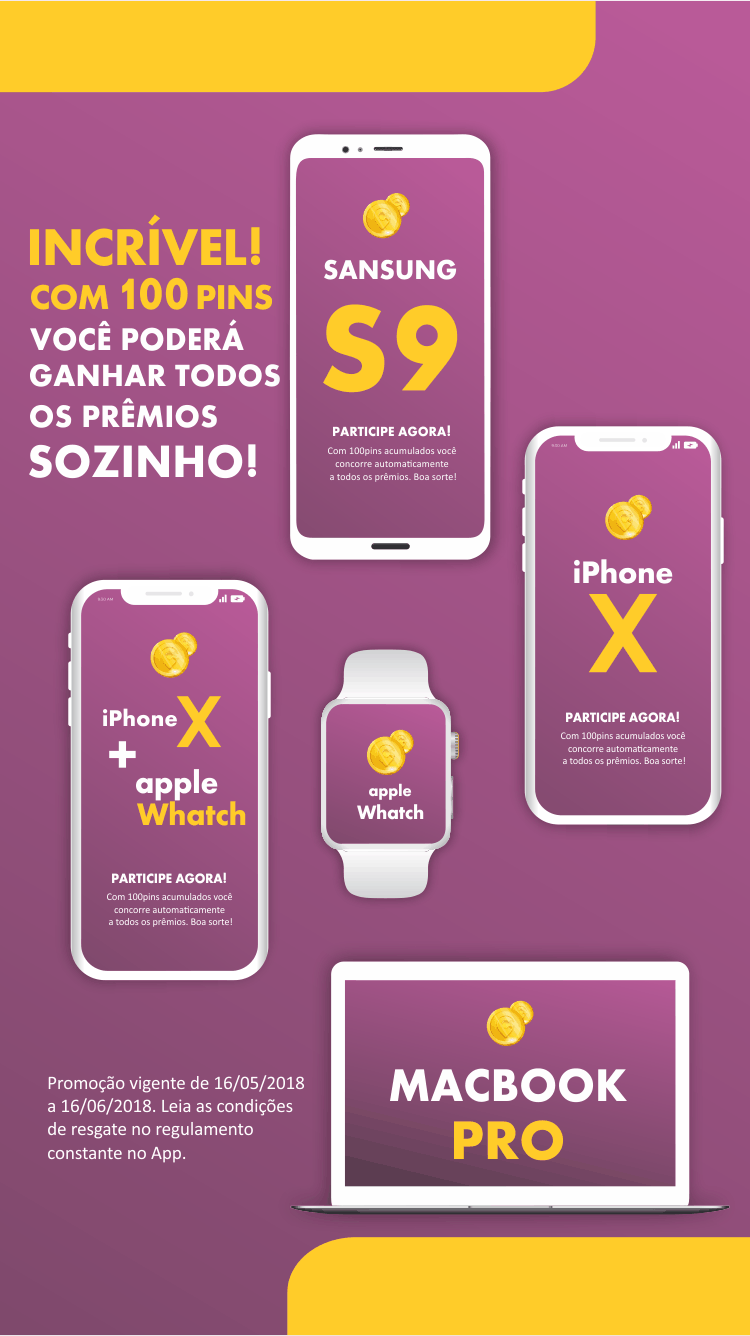 INCRÍVEL!
COM 100 PINS
VOCÊ PODERÁ
GANHAR TODOS
OS PRÊMIOS
SOZINHO!
SANSUNG
S9
PARTICIPE AGORA!
Com 100pins acumulados você
concorre automaticamente
a todos os prêmios. Boa sorte!
iPhone
X
PARTICIPE AGORA!
Com 100pins acumulados você
concorre automaticamente
a todos os prêmios. Boa sorte!
iPhone X
+
apple
Whatch
PARTICIPE AGORA!
Com 100pins acumulados você
concorre automaticamente
a todos os prêmios. Boa sorte!
apple
Whatch
MACBOOK
PRO
Promoção vigente de 16/05/2018
a 16/06/2018. Leia as condições
de resgate no regulamento
constante no App.